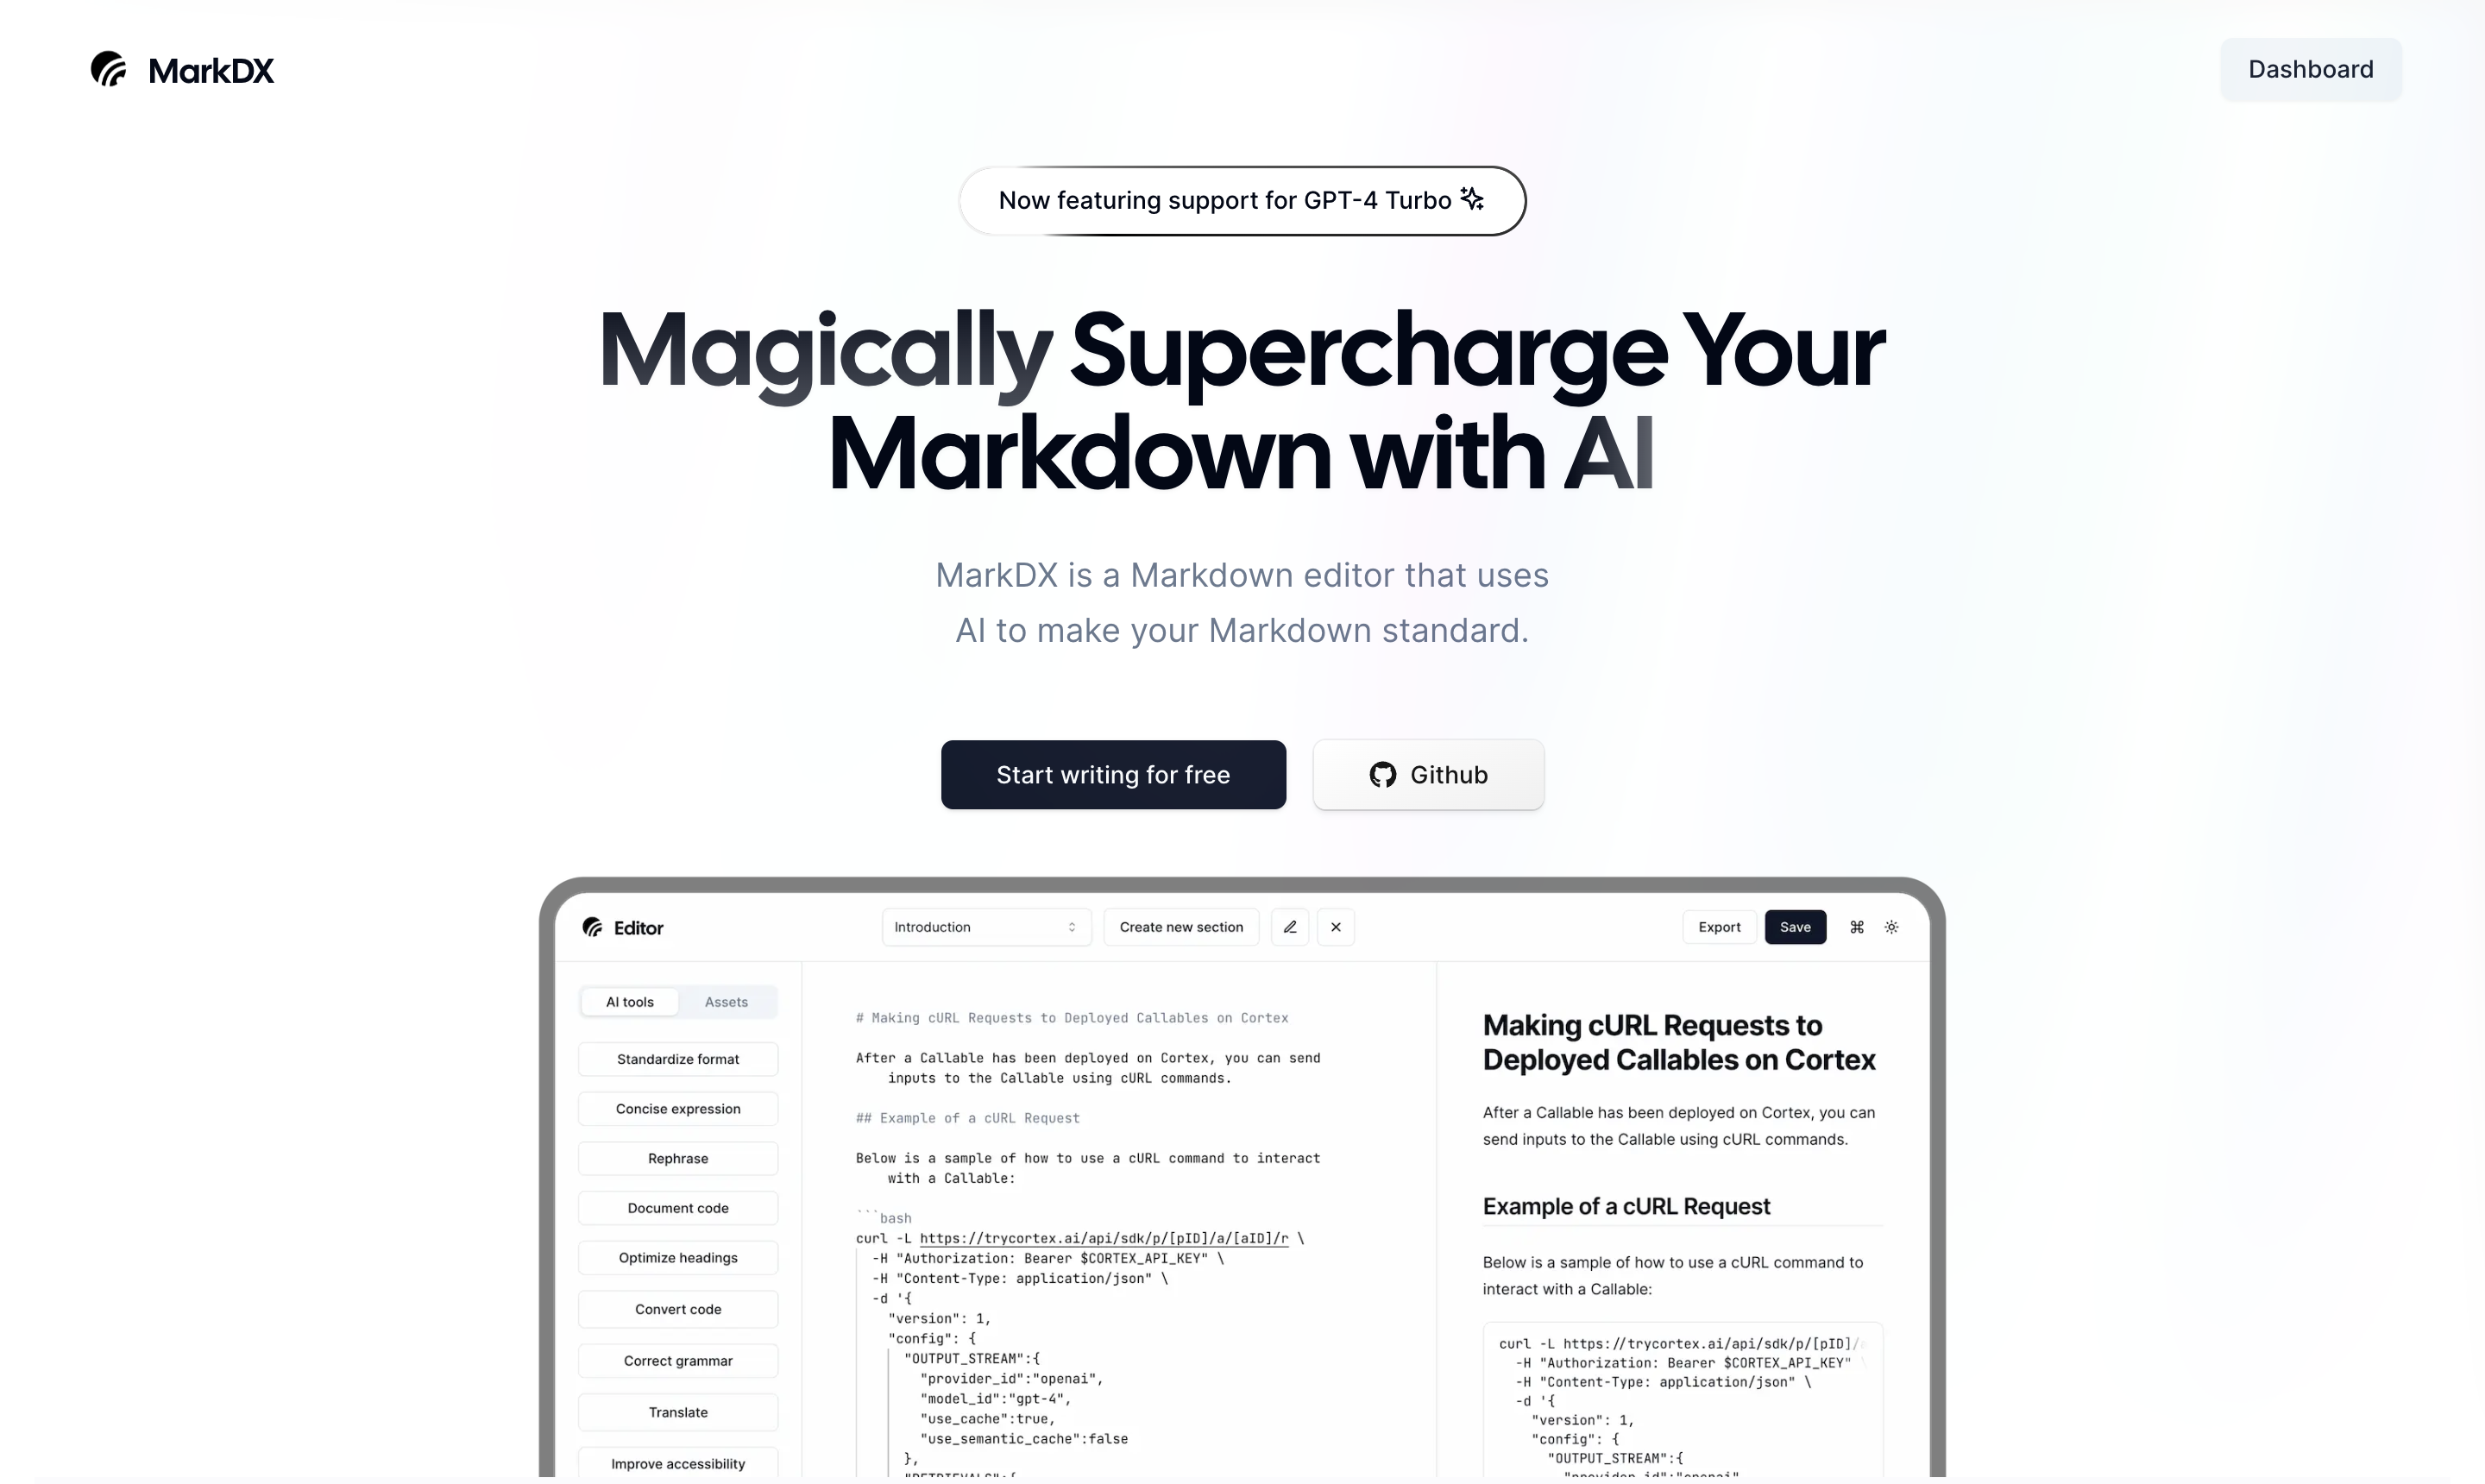 MarkDX
Dashboard
Now featuring support for GPT-4 Turbo
Magically Supercharge Your
Markdown with AI
MarkDX is a Markdown editor that uses
AI to make your Markdown standard.
Start writing for free
Github
Editor
Introduction
Create new section
Export
Save
AI tools
Assets
Standardize format
Concise expression
Rephrase
Document code
Optimize headings
Convert code
Correct grammar
Translate
Improve accessibility
# Making cURL Requests to Deployed Callables on Cortex
After a Callable has been deployed on Cortex, you can send
inputs to the Callable using cURL commands.
## Example of a cURL Request
Below is a sample of how to use a cURL command to interact
with a Callable:
```bash
curl -L https://trycortex.ai/api/sdk/p/[pID]/a/[aID]/r \
-H "Authorization: Bearer $CORTEX_API_KEY" \
-H "Content-Type: application/json" \
-d '{
"version": 1,
"config": {
"OUTPUT_STREAM":{
"provider_id":"openai",
"model_id":"gpt-4",
"use_cache":true,
"use_semantic_cache":false
},
Making cURL Requests to
Deployed Callables on Cortex
After a Callable has been deployed on Cortex, you can
send inputs to the Callable using cURL commands.
Example of a cURL Request
Below is a sample of how to use a cURL command to
interact with a Callable:
curl -L https://trycortex.ai/api/sdk/p/[pID]/
-H "Authorization: Bearer $CORTEX_API_KEY" \
-H "Content-Type: application/json" \
-d '{
"version": 1,
"config": {
"OUTPUT_STREAM":{